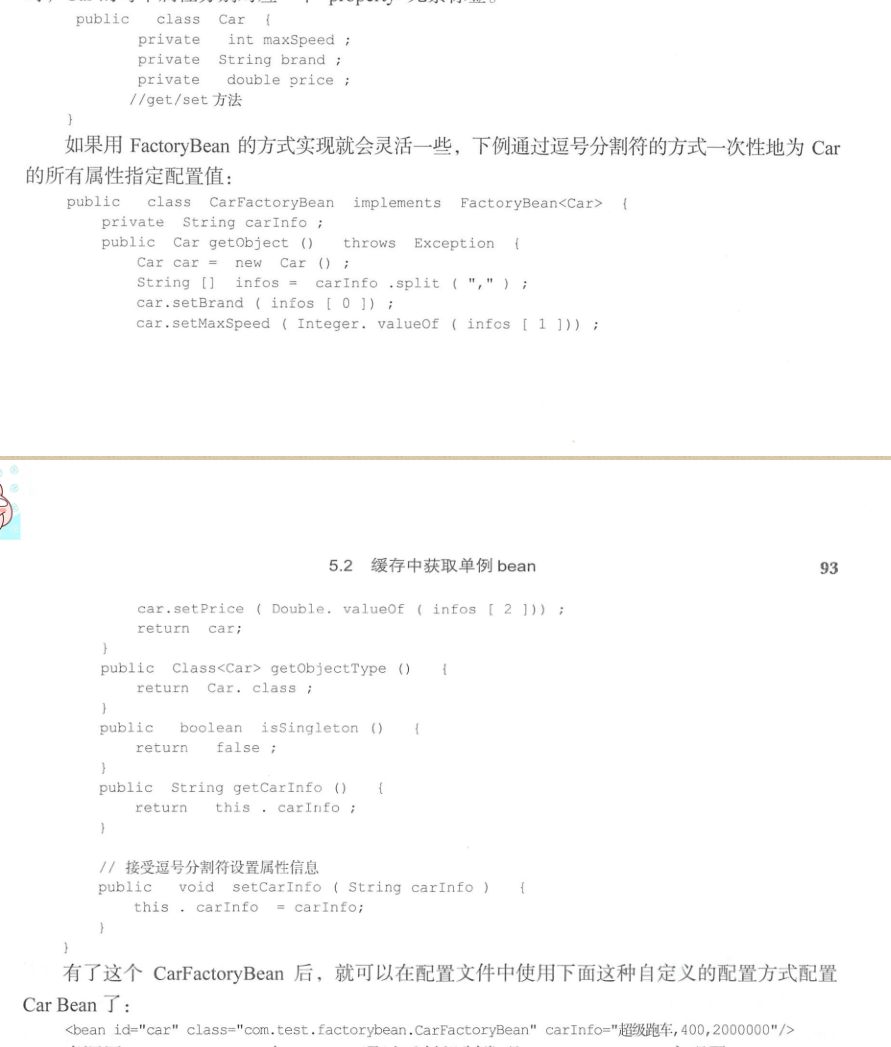 public class Car {
private int maxSpeed ;
private String brand ;
private double price ;
//get/set 方法
}
如果用 FactoryBean 的方式实现就会灵活一些，下例通过逗号分割符的方式一次性地为 Car
的所有属性指定配置值：
public class CarFactoryBean implements FactoryBean<Car> {
private String carInfo ;
public Car getObject () throws Exception {
Car car = new Car () ;
String [] infos = carInfo .split ( "," ) ;
car.setBrand ( infos [ 0 ]) ;
car.setMaxSpeed ( Integer. valueOf ( infos [ 1 ])) ;
5.2 缓存中获取单例 bean 93
car.setPrice ( Double. valueOf ( infos [ 2 ])) ;
return car;
}
public Class<Car> getObjectType () {
return Car. class ;
}
public boolean isSingleton () {
return false ;
}
public String getCarInfo () {
return this . carInfo ;
}
// 接受逗号分割符设置属性信息
public void setCarInfo ( String carInfo ) {
this . carInfo = carInfo;
}
}
有了这个 CarFactoryBean 后，就可以在配置文件中使用下面这种自定义的配置方式配置
Car Bean 了：
<bean id="car" class="com.test.factorybean.CarFactoryBean" carInfo="超级跑车,400,2000000"/>